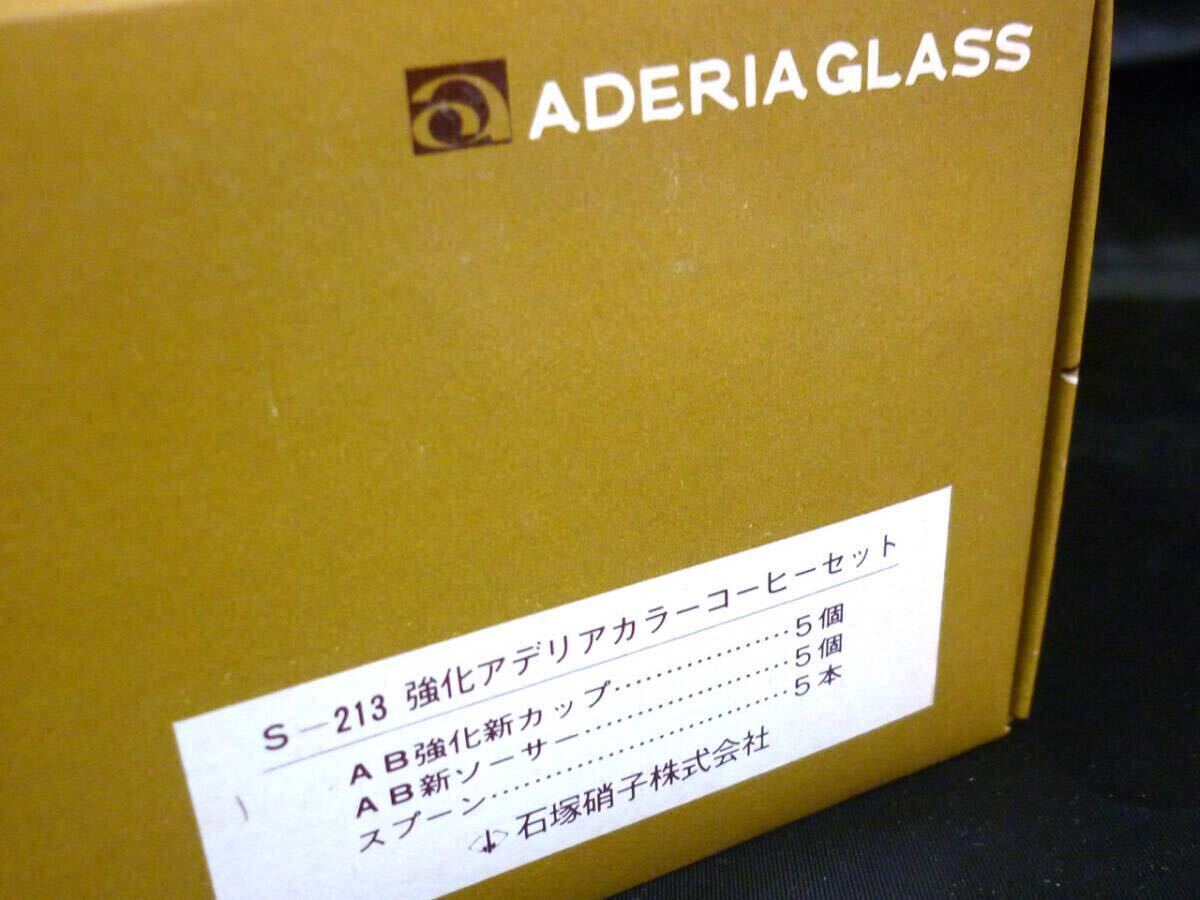 a ADERIA GLASS
S-213 強化アデリアカラーコーヒーセット
AB強化新カップ……………………5個
AB新ソーサー……………………5個
スプーン……………………………5本
石塚硝子株式会社